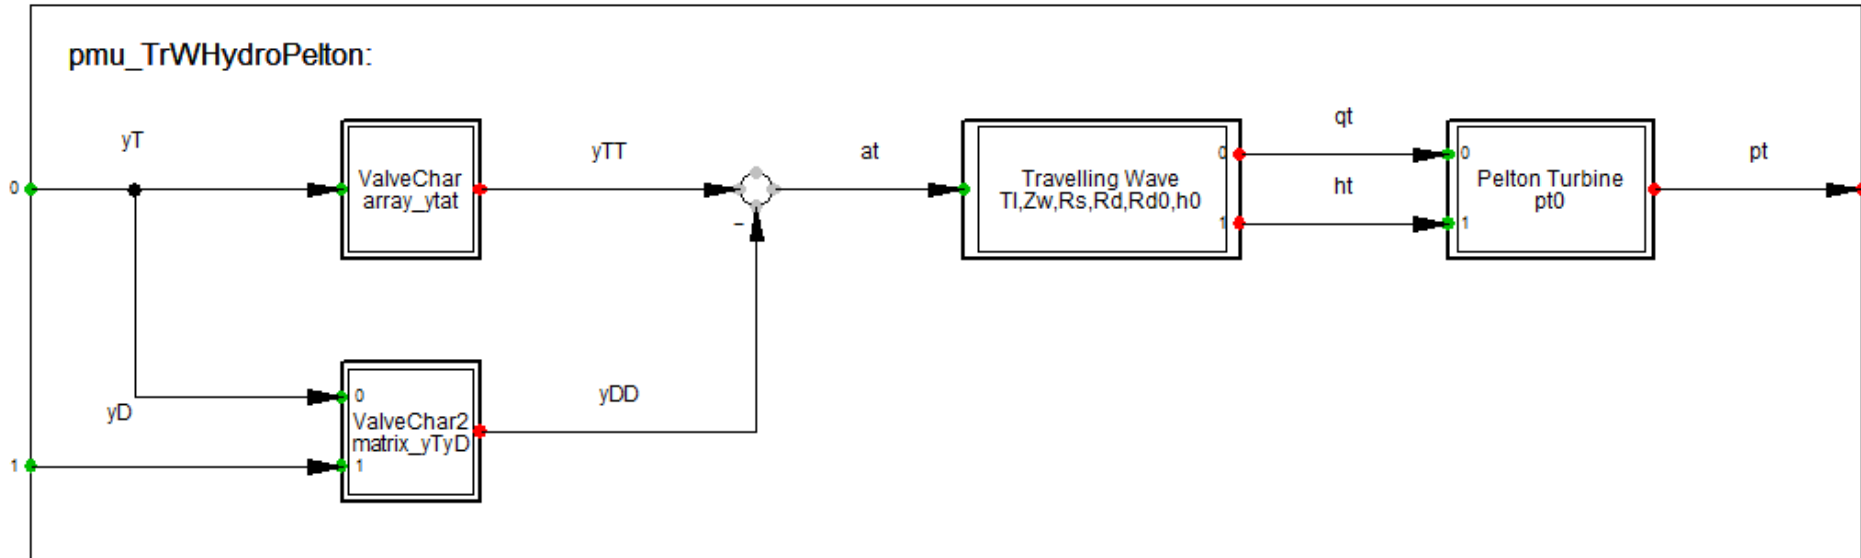 pmu_TrWHydroPelton:
yT
yTT
at
qt
ht
pt
0
ValveChar
array_ytat
-
Travelling Wave
Tl,Zw,Rs,Rd,Rd0,h0
0
1
0
1
Pelton Turbine
pt0
yD
yDD
0
1
ValveChar2
matrix_yTyD
1